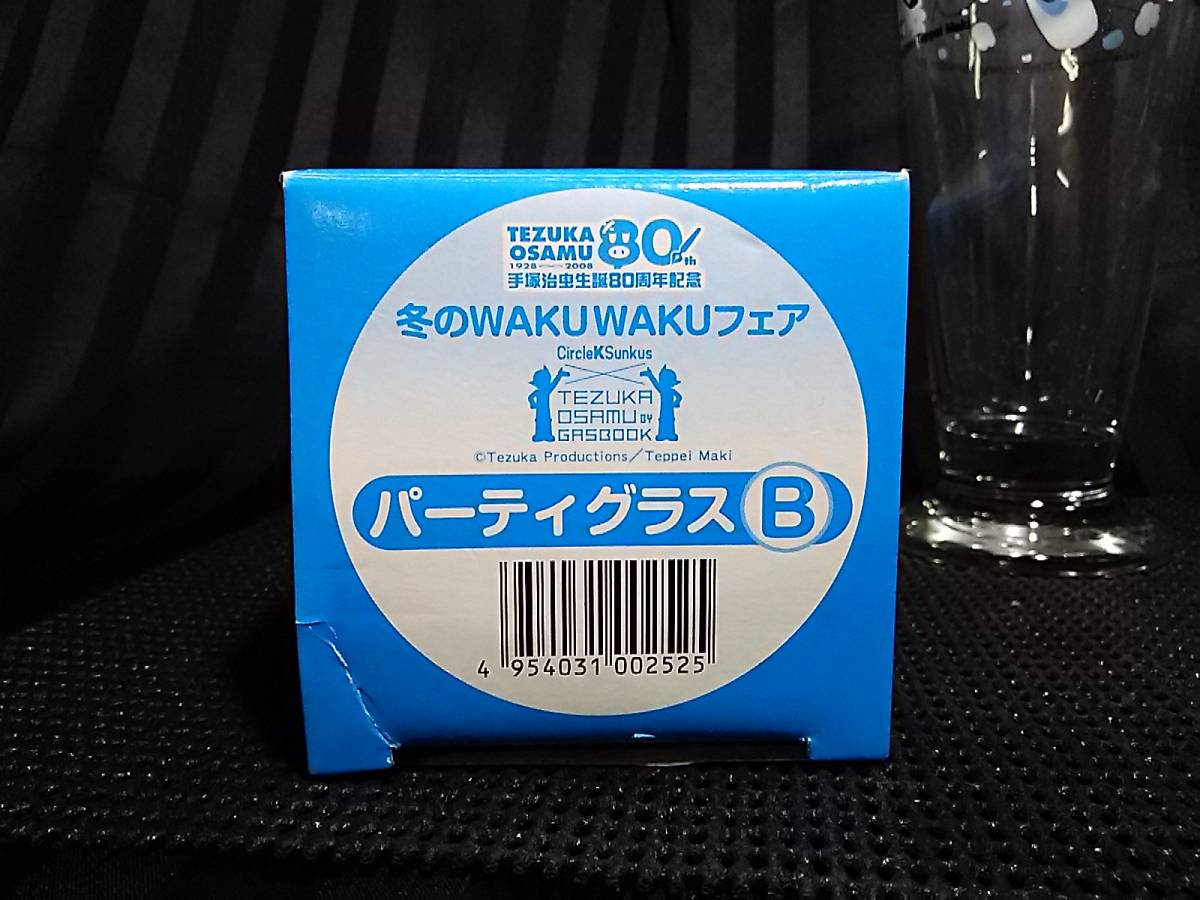 TEZUKA
OSAMU
80th
1928 2008
手塚治虫生誕80周年記念
冬のWAKUWAKUフェア
CircleKSunkus
TEZUKA
OSAMU BY
GASBOOK
©Tezuka Productions／Teppei Maki
パーティグラス B
4 954031 002525
Teppei Maki